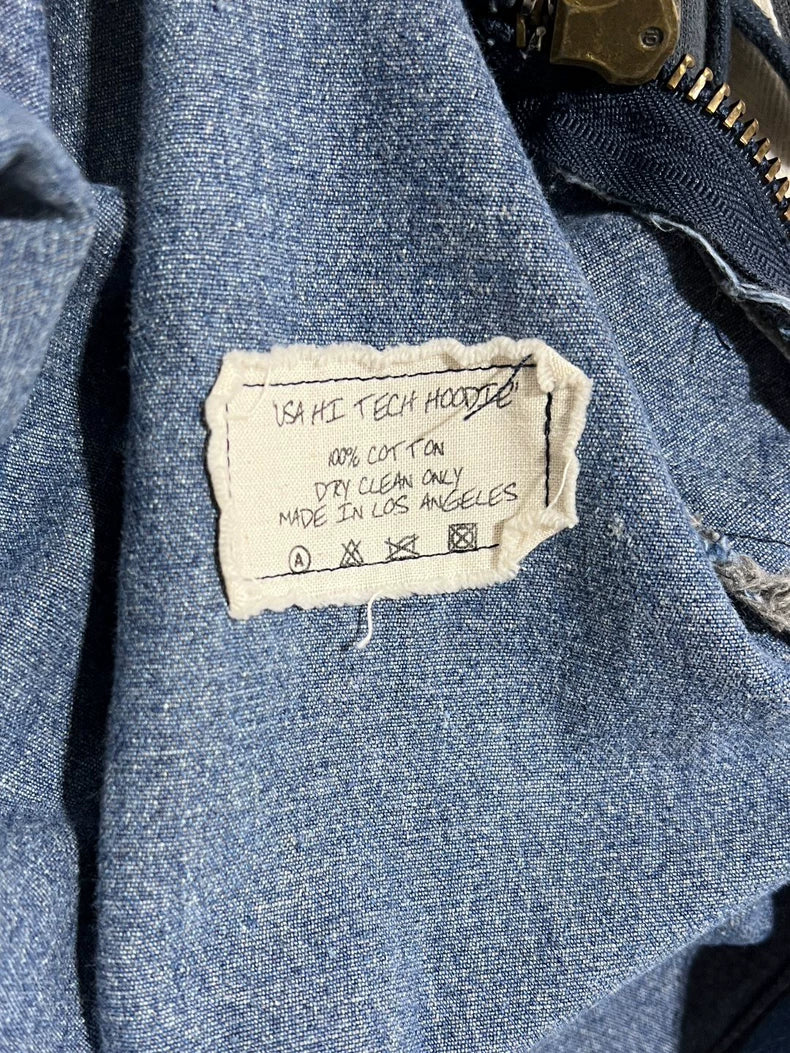 USA HI TECH HOODIE"
100% COTTON
DRY CLEAN ONLY
MADE IN LOS ANGELES
A